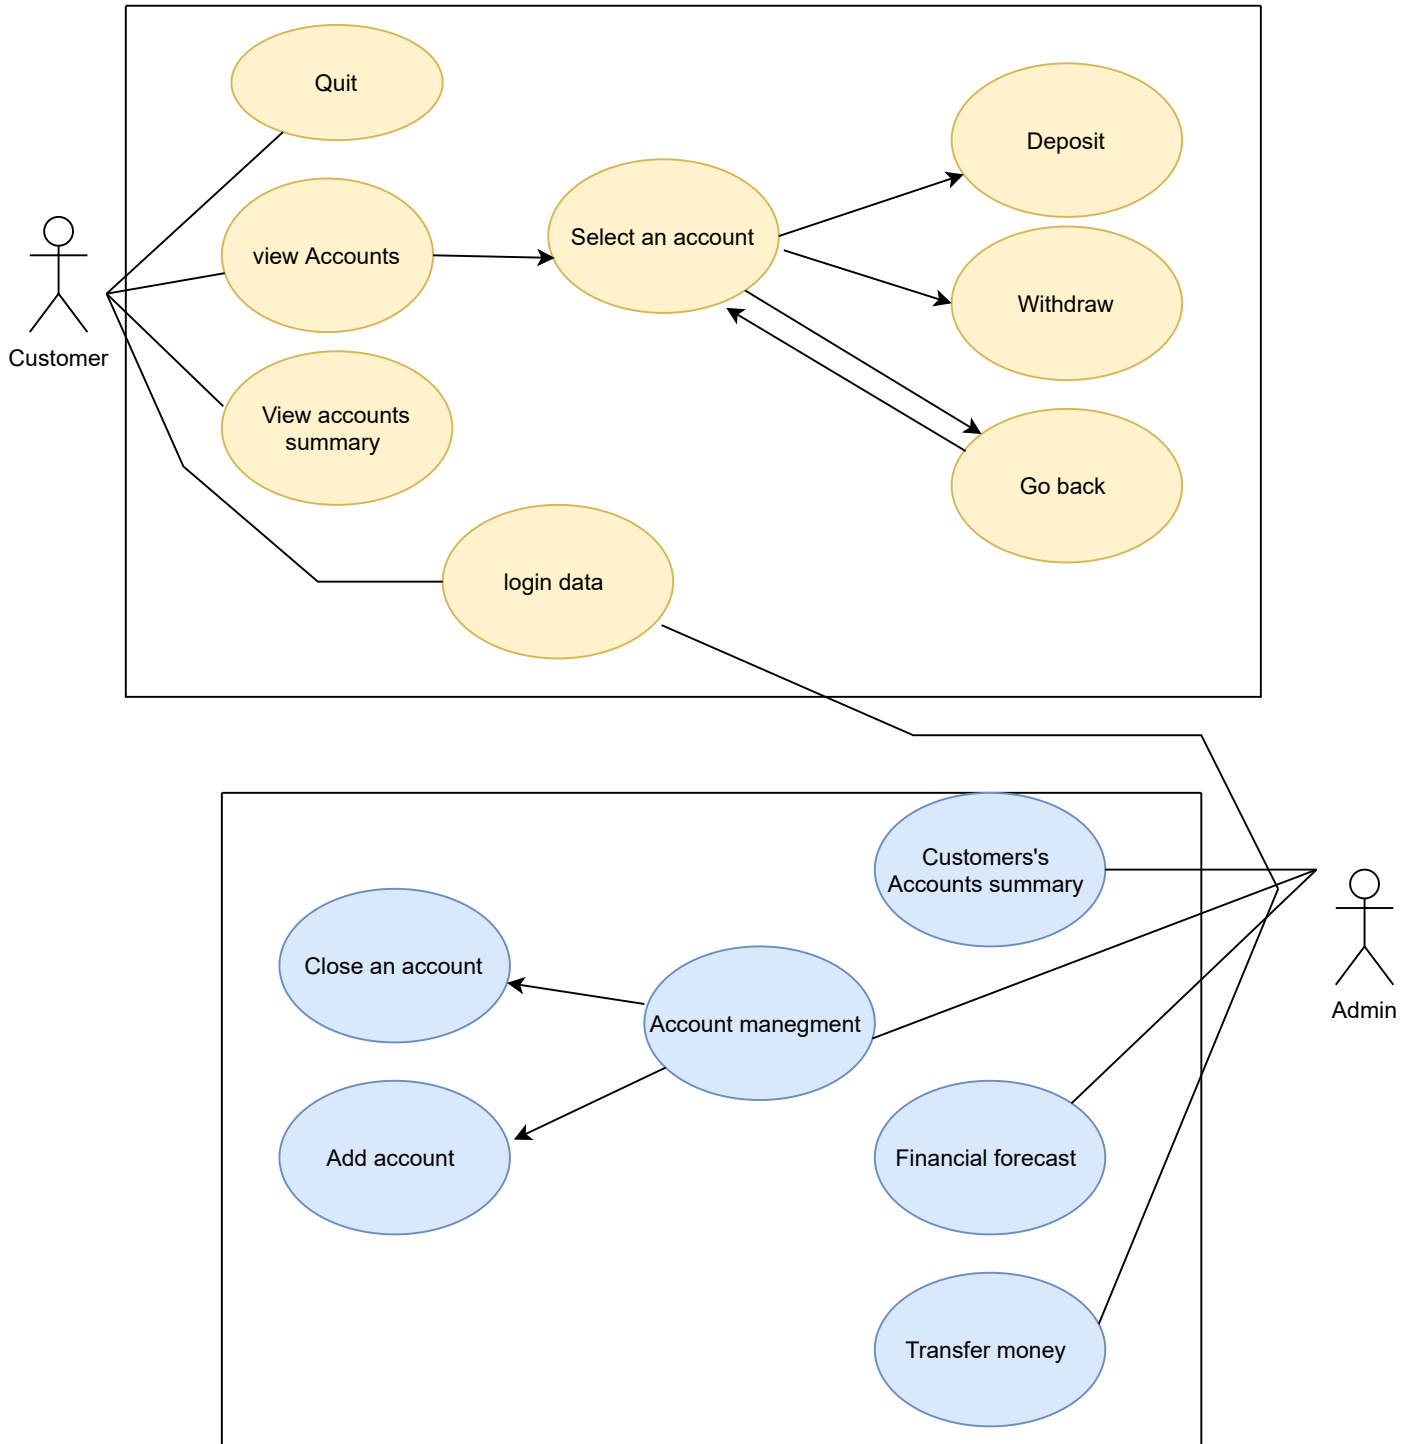 Quit
Deposit
Select an account
view Accounts
Withdraw
Customer
View accounts
summary
Go back
login data
Customers's
Accounts summary
Close an account
Admin
Account manegment
Add account
Financial forecast
Transfer money